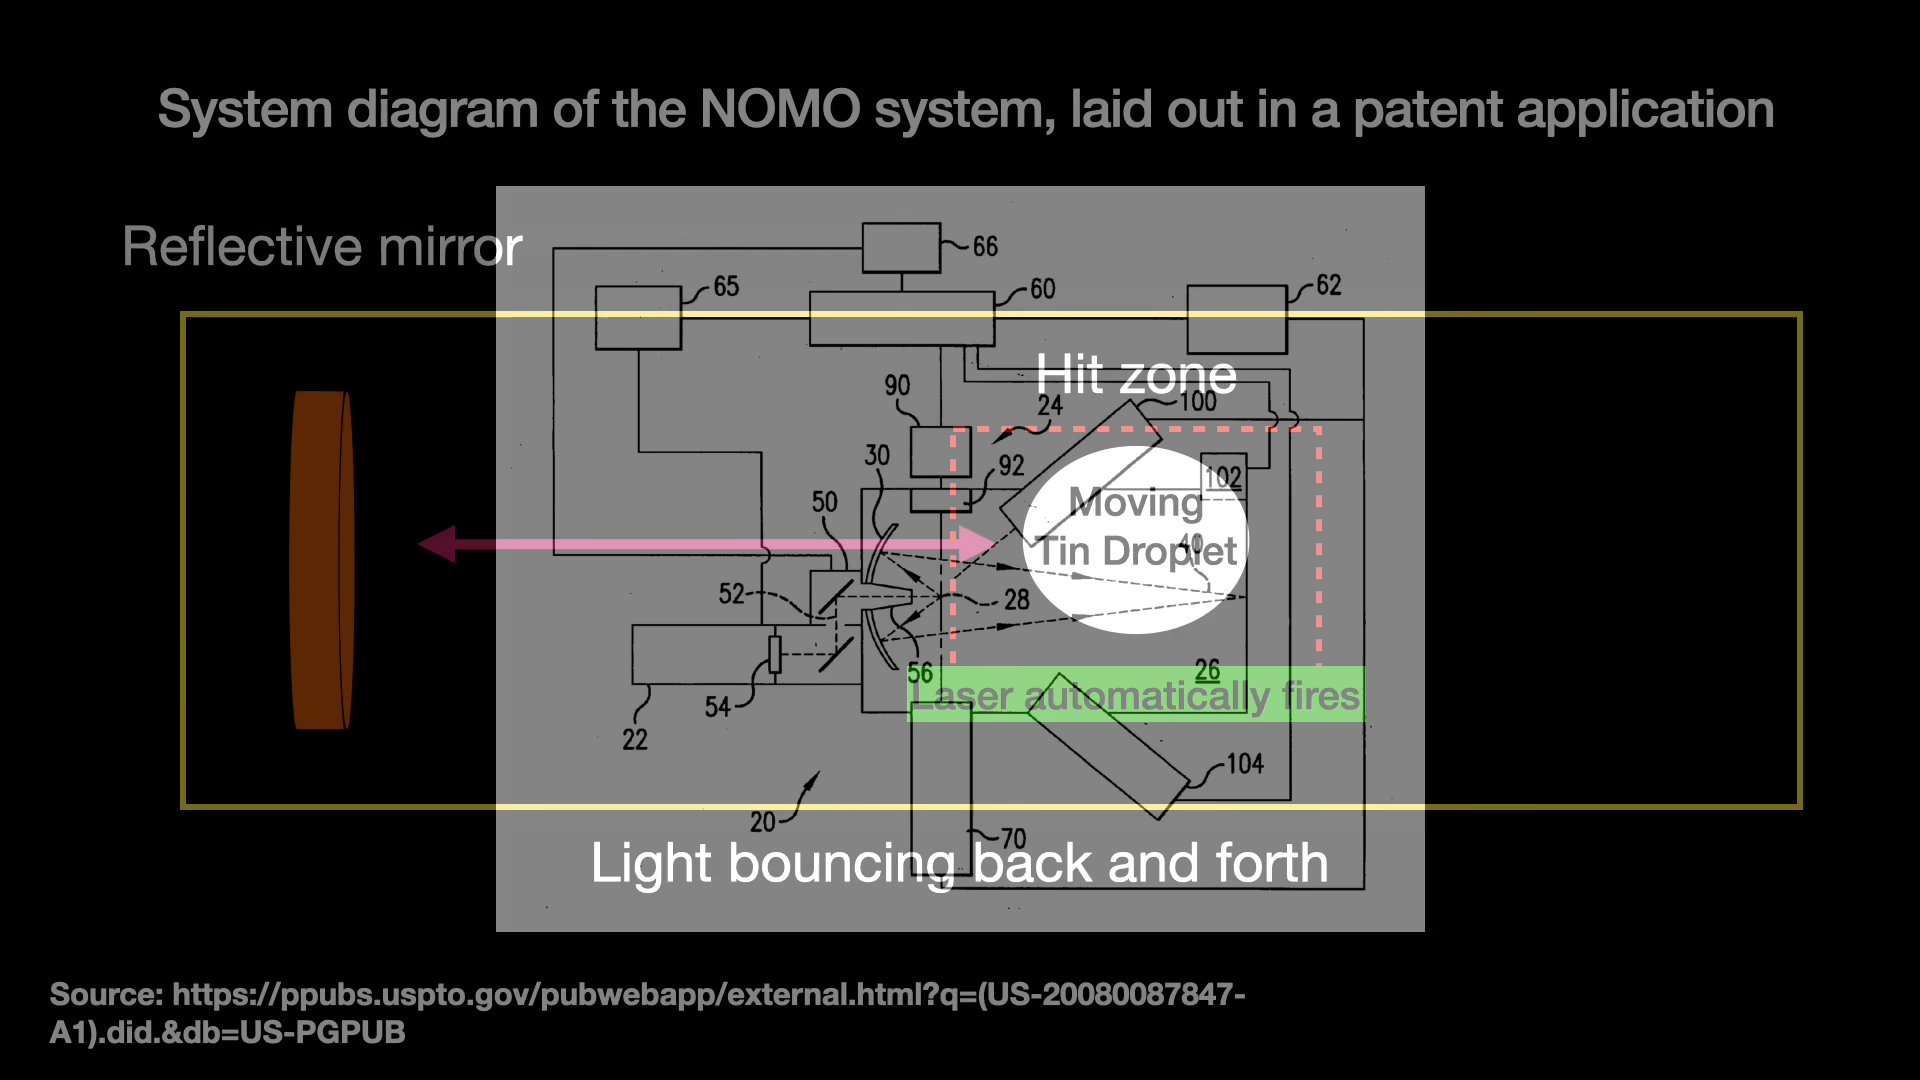 System diagram of the NOMO system, laid out in a patent application
Reflective mirror
66
65
60
62
Hit zone
90
24
100
30
92
102
50
Moving
Tin Droplet
40
52
28
56
26
Laser automatically fires
54
22
104
20
70
Light bouncing back and forth
Source: https://ppubs.uspto.gov/pubwebapp/external.html?q=(US-20080087847-
A1).did.&db=US-PGPUB